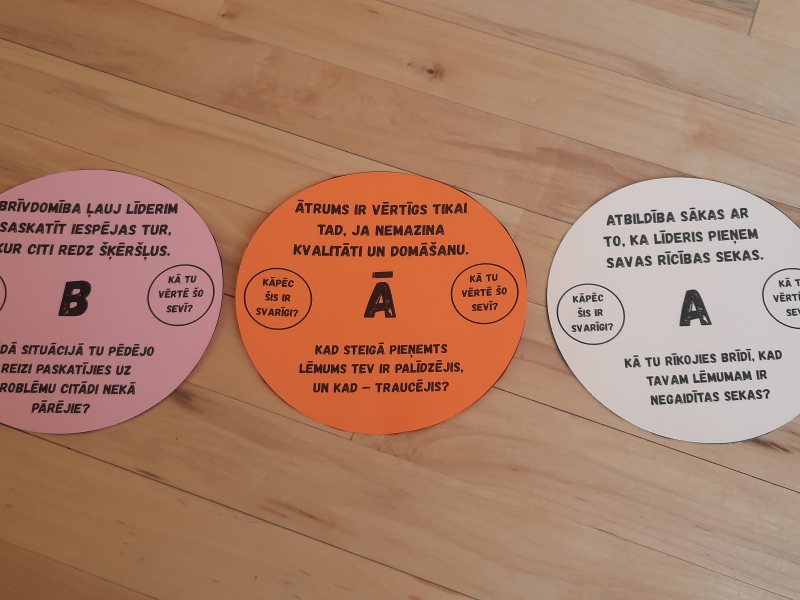 BRĪVDOMĪBA ĻAUJ LĪDERIM
SASKATĪT IESPĒJAS TUR,
KUR CITI REDZ ŠĶĒRŠĻUS.
B
KĀ TU
VĒRTĒ ŠO
SEVĪ?
SITUĀCIJĀ TU PĒDĒJO
REIZI PASKATĪJIES UZ
CITĀDI NEKĀ
PĀRĒJIE?
ĀTRUMS IR VĒRTĪGS TIKAI
TAD, JA NEMAZINA
KVALITĀTI UN DOMĀŠANU.
KĀPĒC
ŠIS IR
SVARĪGI?
Ā
KĀ TU
VĒRTĒ ŠO
SEVĪ?
KAD STEIGĀ PIEŅEMTS
LĒMUMS TEV IR PALĪDZĒJIS,
UN KAD – TRAUCĒJIS?
ATBILDĪBA SĀKAS AR
TO, KA LĪDERIS PIEŅEM
SAVAS RĪCĪBAS SEKAS.
KĀPĒC
ŠIS IR
SVARĪGI?
A
KĀ
KĀ TU RĪKOJIES BRĪDĪ, KAD
TAVAM LĒMUMAM IR
NEGAIDĪTAS SEKAS?